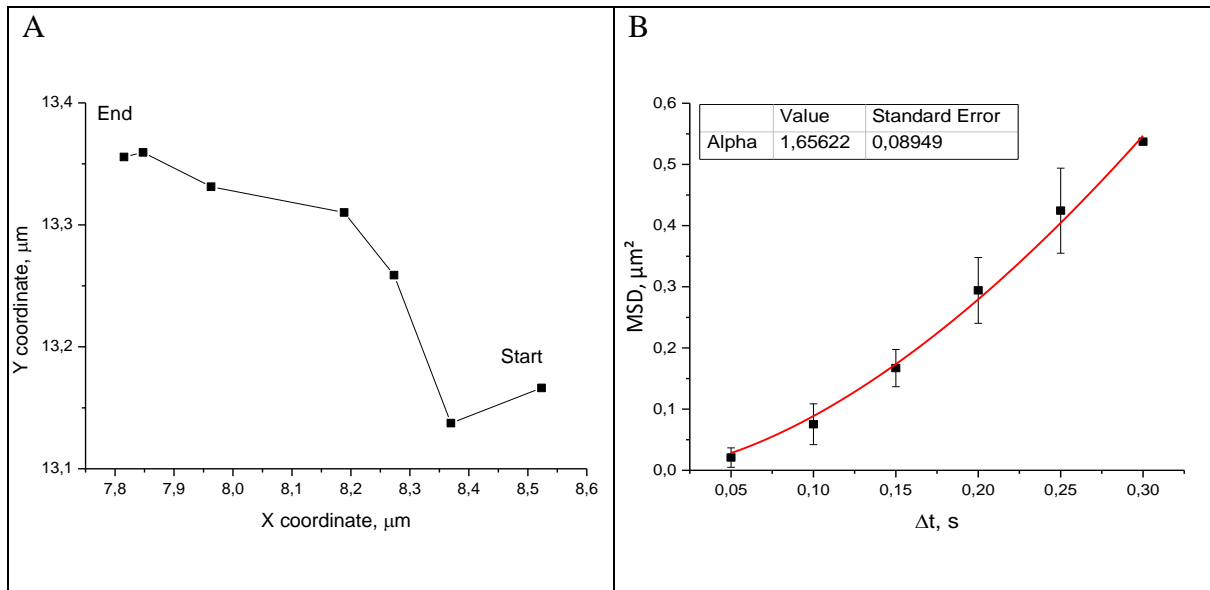 A
13,4
13,3
13,2
13,1
Y coordinate, μm
End
Start
7,8 7,9 8,0 8,1 8,2 8,3 8,4 8,5 8,6
X coordinate, μm
B
0,6
0,5
0,4
0,3
0,2
0,1
0,0
MSD, μm²
Value Standard Error
Alpha 1,65622 0,08949
0,05 0,10 0,15 0,20 0,25 0,30
Δt, s